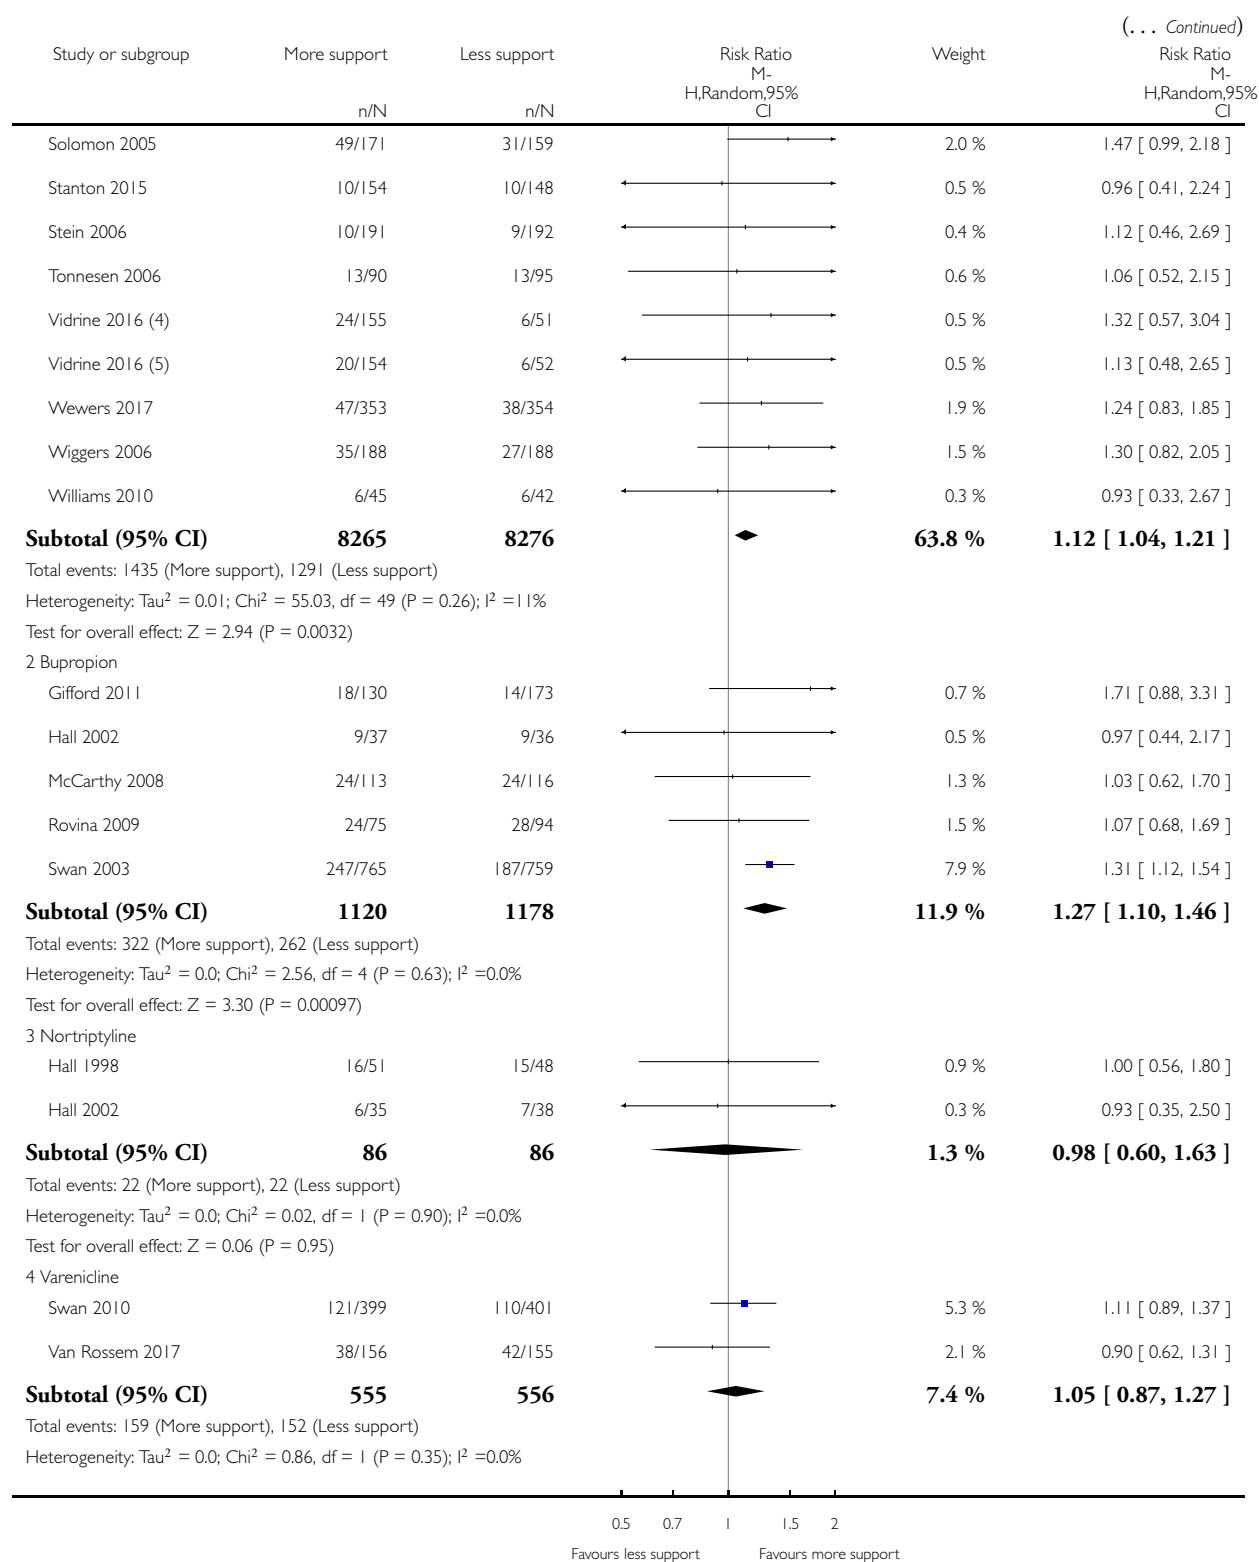 (... Continued)
Study or subgroup More support Less support Risk Ratio Weight Risk Ratio
M- M-
H,Random,95% H,Random,95%
n/N n/N CI CI
Solomon 2005 49/171 31/159 2.0 % 1.47 [ 0.99, 2.18 ]
Stanton 2015 10/154 10/148 0.5 % 0.96 [ 0.41, 2.24 ]
Stein 2006 10/191 9/192 0.4 % 1.12 [ 0.46, 2.69 ]
Tonnesen 2006 13/90 13/95 0.6 % 1.06 [ 0.52, 2.15 ]
Vidrine 2016 (4) 24/155 6/51 0.5 % 1.32 [ 0.57, 3.04 ]
Vidrine 2016 (5) 20/154 6/52 0.5 % 1.13 [ 0.48, 2.65 ]
Wewers 2017 47/353 38/354 1.9 % 1.24 [ 0.83, 1.85 ]
Wiggers 2006 35/188 27/188 1.5 % 1.30 [ 0.82, 2.05 ]
Williams 2010 6/45 6/42 0.3 % 0.93 [ 0.33, 2.67 ]
Subtotal (95% CI) 8265 8276 63.8 % 1.12 [ 1.04, 1.21 ]
Total events: 1435 (More support), 1291 (Less support)
Heterogeneity: Tau² = 0.01; Chi² = 55.03, df = 49 (P = 0.26); I² =11%
Test for overall effect: Z = 2.94 (P = 0.0032)
2 Bupropion
Gifford 2011 18/130 14/173 0.7 % 1.71 [ 0.88, 3.31 ]
Hall 2002 9/37 9/36 0.5 % 0.97 [ 0.44, 2.17 ]
McCarthy 2008 24/113 24/116 1.3 % 1.03 [ 0.62, 1.70 ]
Rovina 2009 24/75 28/94 1.5 % 1.07 [ 0.68, 1.69 ]
Swan 2003 247/765 187/759 7.9 % 1.31 [ 1.12, 1.54 ]
Subtotal (95% CI) 1120 1178 11.9 % 1.27 [ 1.10, 1.46 ]
Total events: 322 (More support), 262 (Less support)
Heterogeneity: Tau² = 0.0; Chi² = 2.56, df = 4 (P = 0.63); I² =0.0%
Test for overall effect: Z = 3.30 (P = 0.00097)
3 Nortriptyline
Hall 1998 16/51 15/48 0.9 % 1.00 [ 0.56, 1.80 ]
Hall 2002 6/35 7/38 0.3 % 0.93 [ 0.35, 2.50 ]
Subtotal (95% CI) 86 86 1.3 % 0.98 [ 0.60, 1.63 ]
Total events: 22 (More support), 22 (Less support)
Heterogeneity: Tau² = 0.0; Chi² = 0.02, df = 1 (P = 0.90); I² =0.0%
Test for overall effect: Z = 0.06 (P = 0.95)
4 Varenicline
Swan 2010 121/399 110/401 5.3 % 1.11 [ 0.89, 1.37 ]
Van Rossem 2017 38/156 42/155 2.1 % 0.90 [ 0.62, 1.31 ]
Subtotal (95% CI) 555 556 7.4 % 1.05 [ 0.87, 1.27 ]
Total events: 159 (More support), 152 (Less support)
Heterogeneity: Tau² = 0.0; Chi² = 0.86, df = 1 (P = 0.35); I² =0.0%
0.5 0.7 1 1.5 2
Favours less support Favours more support